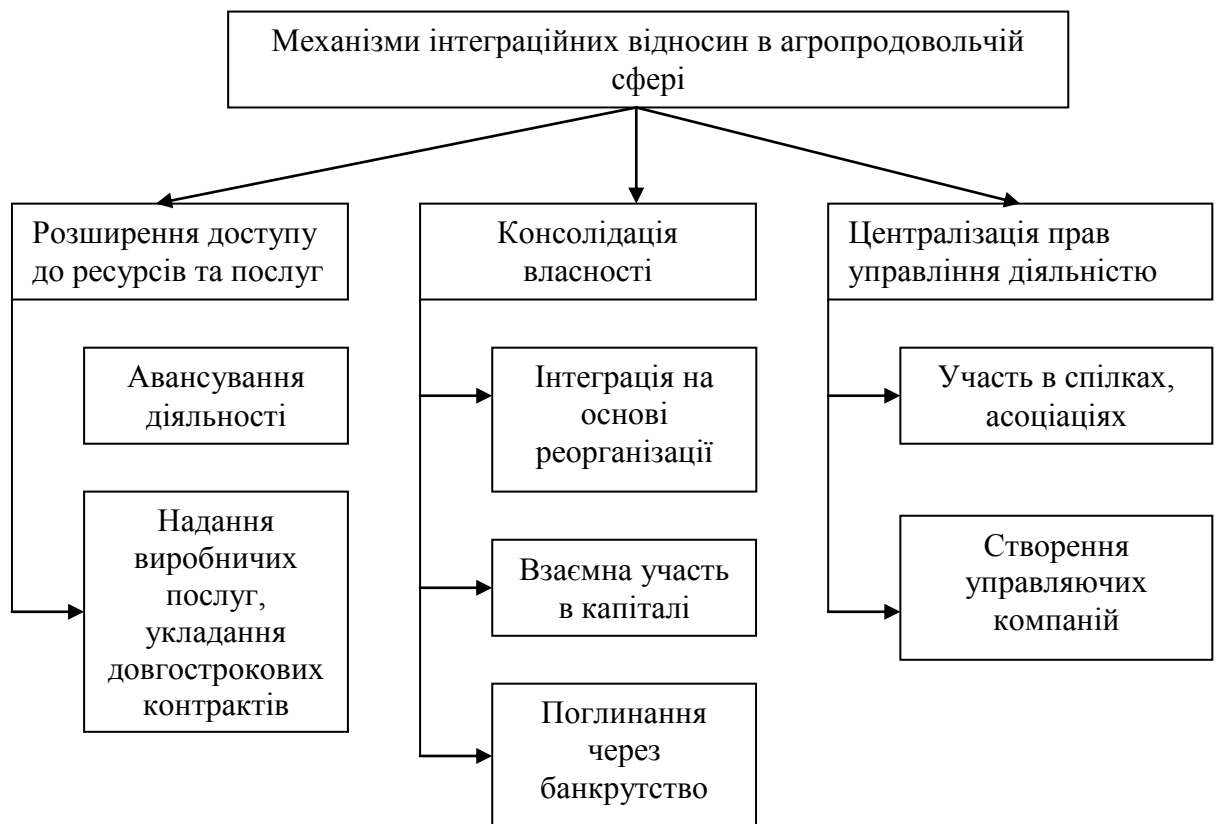 Механізми інтеграційних відносин в агропродовольчій
сфері
Розширення доступу
до ресурсів та послуг
Авансування
діяльності
Надання
виробничих
послуг,
укладання
довгострокових
контрактів
Консолідація
власності
Інтеграція на
основі
реорганізації
Взаємна участь
в капіталі
Поглинання
через
банкрутство
Централізація прав
управління діяльністю
Участь в спілках,
асоціаціях
Створення
управляючих
компаній